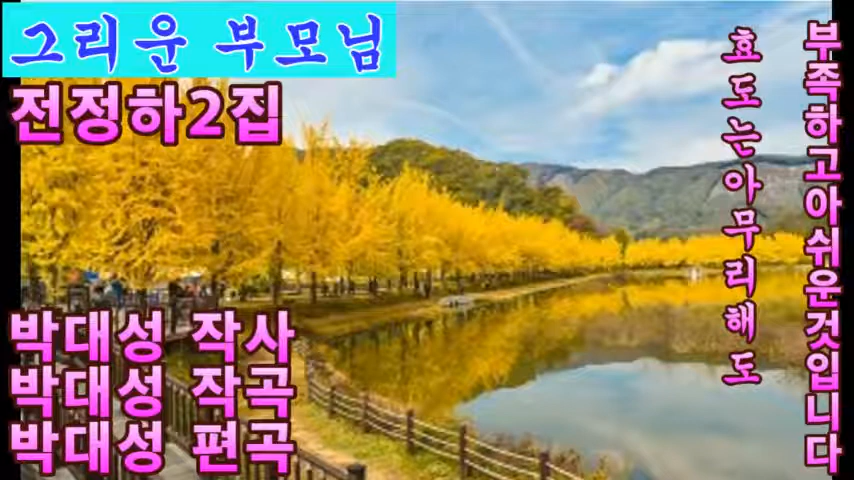 그리운 부모님
전정하2집
박대성 작사
박대성 작곡
박대성 편곡
효도는아무리해도
부족하고아쉬운것입니다